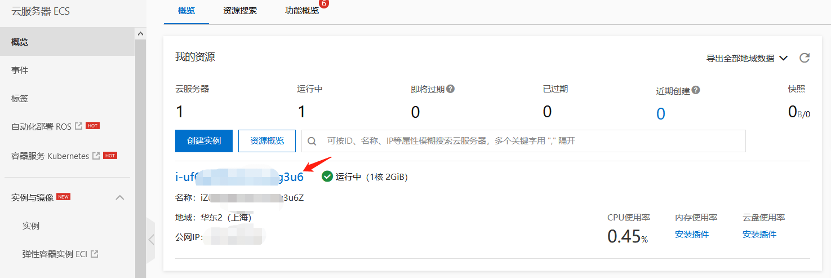 云服务器 ECS
概览
事件
标签
自动化部署 ROS HOT
容器服务 Kubernetes HOT
实例与镜像 NEW
实例
弹性容器实例 ECI
概览
资源搜索
功能概览 6
我的资源
导出全部地域数据
云服务器
1
运行中
1
即将过期
0
已过期
0
近期创建
0
快照
0B/0
创建实例
资源概览
可按ID、名称、IP等属性模糊搜索云服务器，多个关键字用 "," 隔开
i-uf g3u6
运行中（1核 2GiB）
名称：iZ 3u6Z
地域：华东2（上海）
公网IP:
CPU使用率
0.45%
内存使用率
安装插件
云盘使用率
安装插件